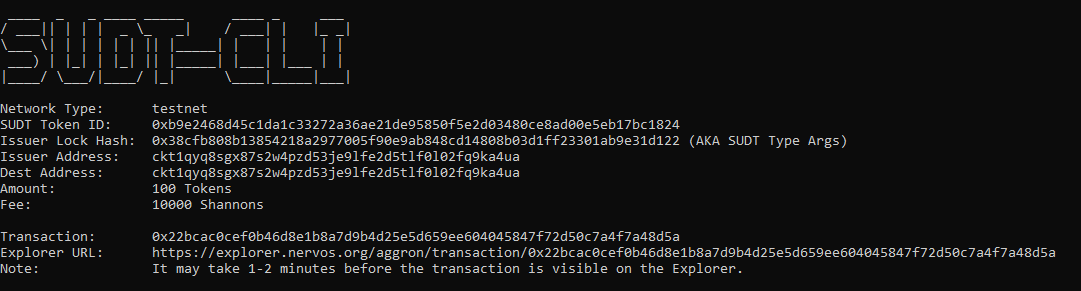 SUDT-CLI
Network Type: testnet
SUDT Token ID: 0xb9e2468d45c1da1c33272a36ae21de95850f5e2d03480ce8ad00e5eb17bc1824
Issuer Lock Hash: 0x38cfb808b13854218a2977005f90e9ab848cd14808b03d1ff23301ab9e31d122 (AKA SUDT Type Args)
Issuer Address: ckt1qyq8sgx87s2w4pzd53je9lfe2d5tlf0l02fq9ka4ua
Dest Address: ckt1qyq8sgx87s2w4pzd53je9lfe2d5tlf0l02fq9ka4ua
Amount: 100 Tokens
Fee: 10000 Shannons
Transaction: 0x22bcac0cef0b46d8e1b8a7d9b4d25e5d659ee604045847f72d50c7a4f7a48d5a
Explorer URL: https://explorer.nervos.org/aggron/transaction/0x22bcac0cef0b46d8e1b8a7d9b4d25e5d659ee604045847f72d50c7a4f7a48d5a
Note: It may take 1-2 minutes before the transaction is visible on the Explorer.